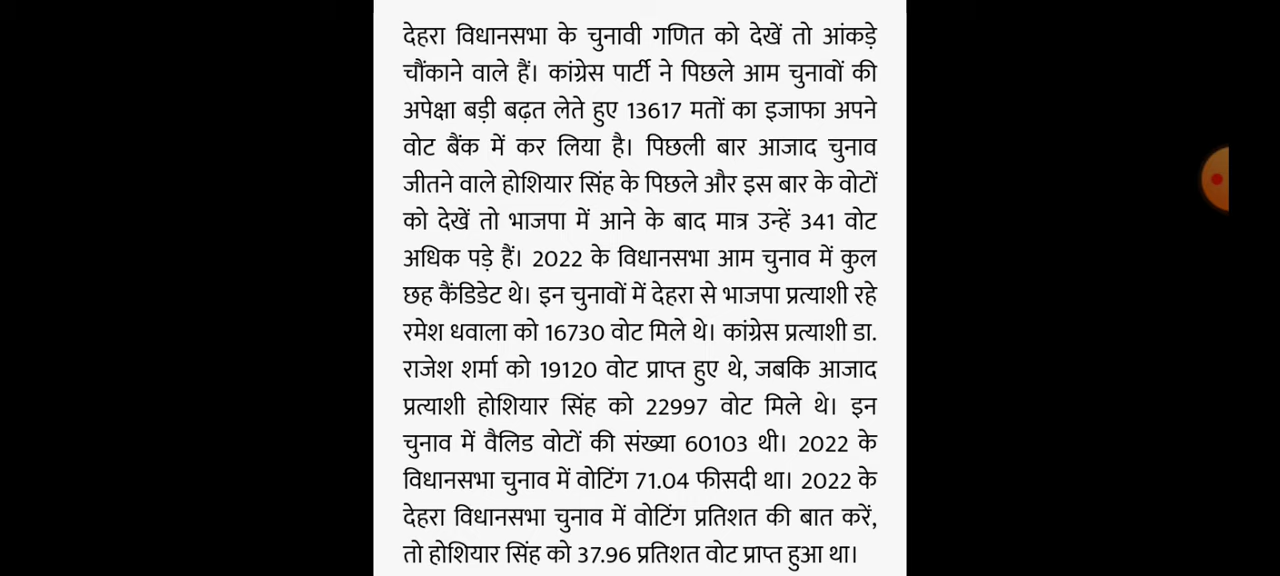 देहरा विधानसभा के चुनावी गणित को देखें तो आंकड़े
चौंकाने वाले हैं। कांग्रेस पार्टी ने पिछले आम चुनावों की
अपेक्षा बड़ी बढ़त लेते हुए 13617 मतों का इजाफा अपने
वोट बैंक में कर लिया है। पिछली बार आजाद चुनाव
जीतने वाले होशियार सिंह के पिछले और इस बार के वोटों
को देखें तो भाजपा में आने के बाद मात्र उन्हें 341 वोट
अधिक पड़े हैं। 2022 के विधानसभा आम चुनाव में कुल
छह कैंडिडेट थे। इन चुनावों में देहरा से भाजपा प्रत्याशी रहे
रमेश धवाला को 16730 वोट मिले थे। कांग्रेस प्रत्याशी डा.
राजेश शर्मा को 19120 वोट प्राप्त हुए थे, जबकि आजाद
प्रत्याशी होशियार सिंह को 22997 वोट मिले थे। इन
चुनाव में वैलिड वोटों की संख्या 60103 थी। 2022 के
विधानसभा चुनाव में वोटिंग 71.04 फीसदी था। 2022 के
देहरा विधानसभा चुनाव में वोटिंग प्रतिशत की बात करें,
तो होशियार सिंह को 37.96 प्रतिशत वोट प्राप्त हुआ था।